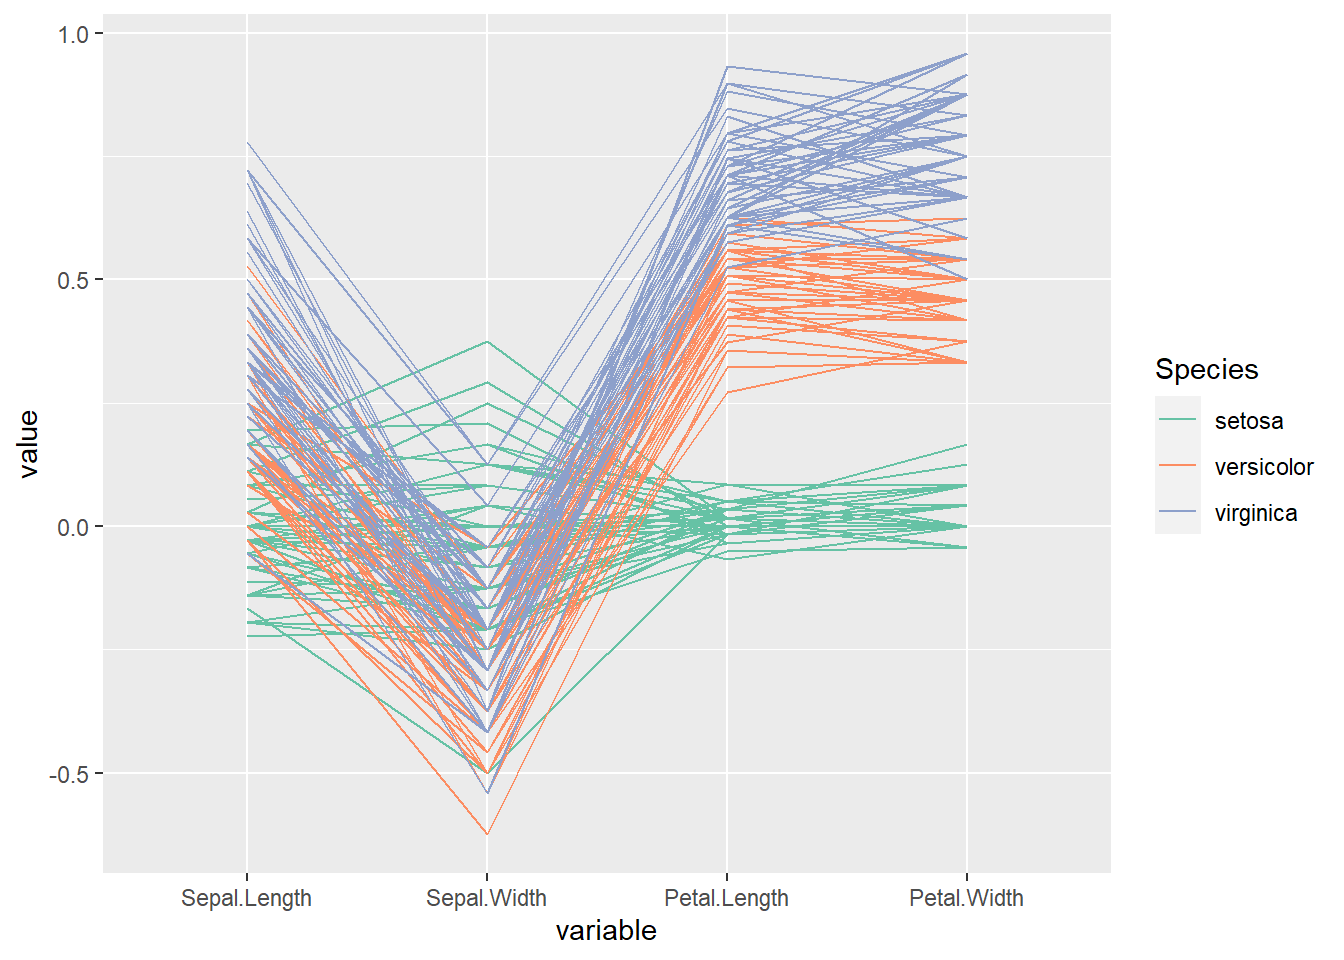 1.0
0.5
0.0
-0.5
value
Sepal.Length Sepal.Width Petal.Length Petal.Width
variable
Species
setosa
versicolor
virginica